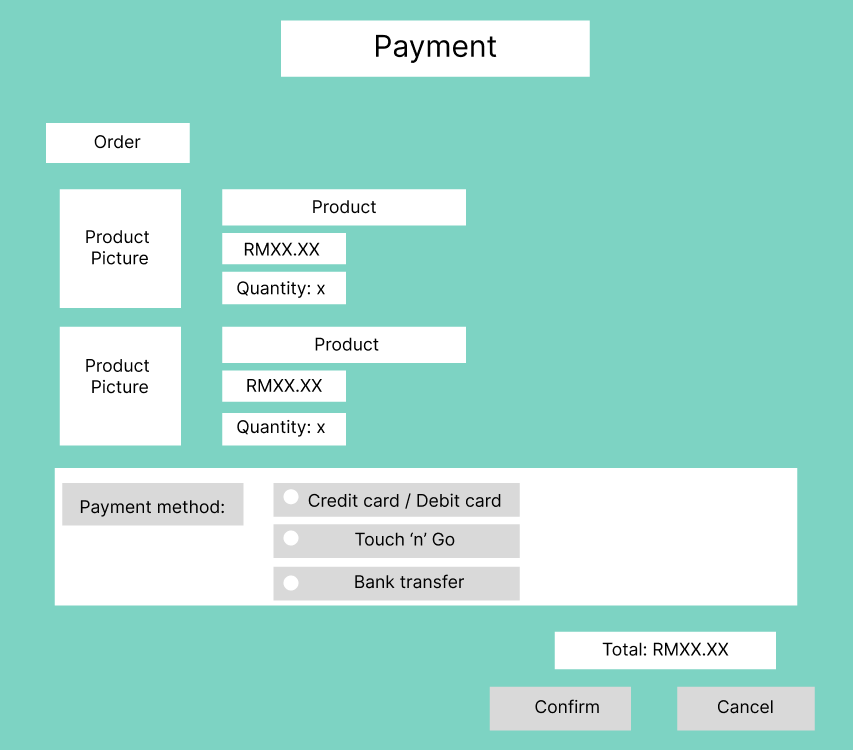 Payment
Order
Product
Picture
Product
RMXX.XX
Quantity: x
Product
Picture
Product
RMXX.XX
Quantity: x
Payment method:
Credit card / Debit card
Touch ‘n’ Go
Bank transfer
Total: RMXX.XX
Confirm
Cancel